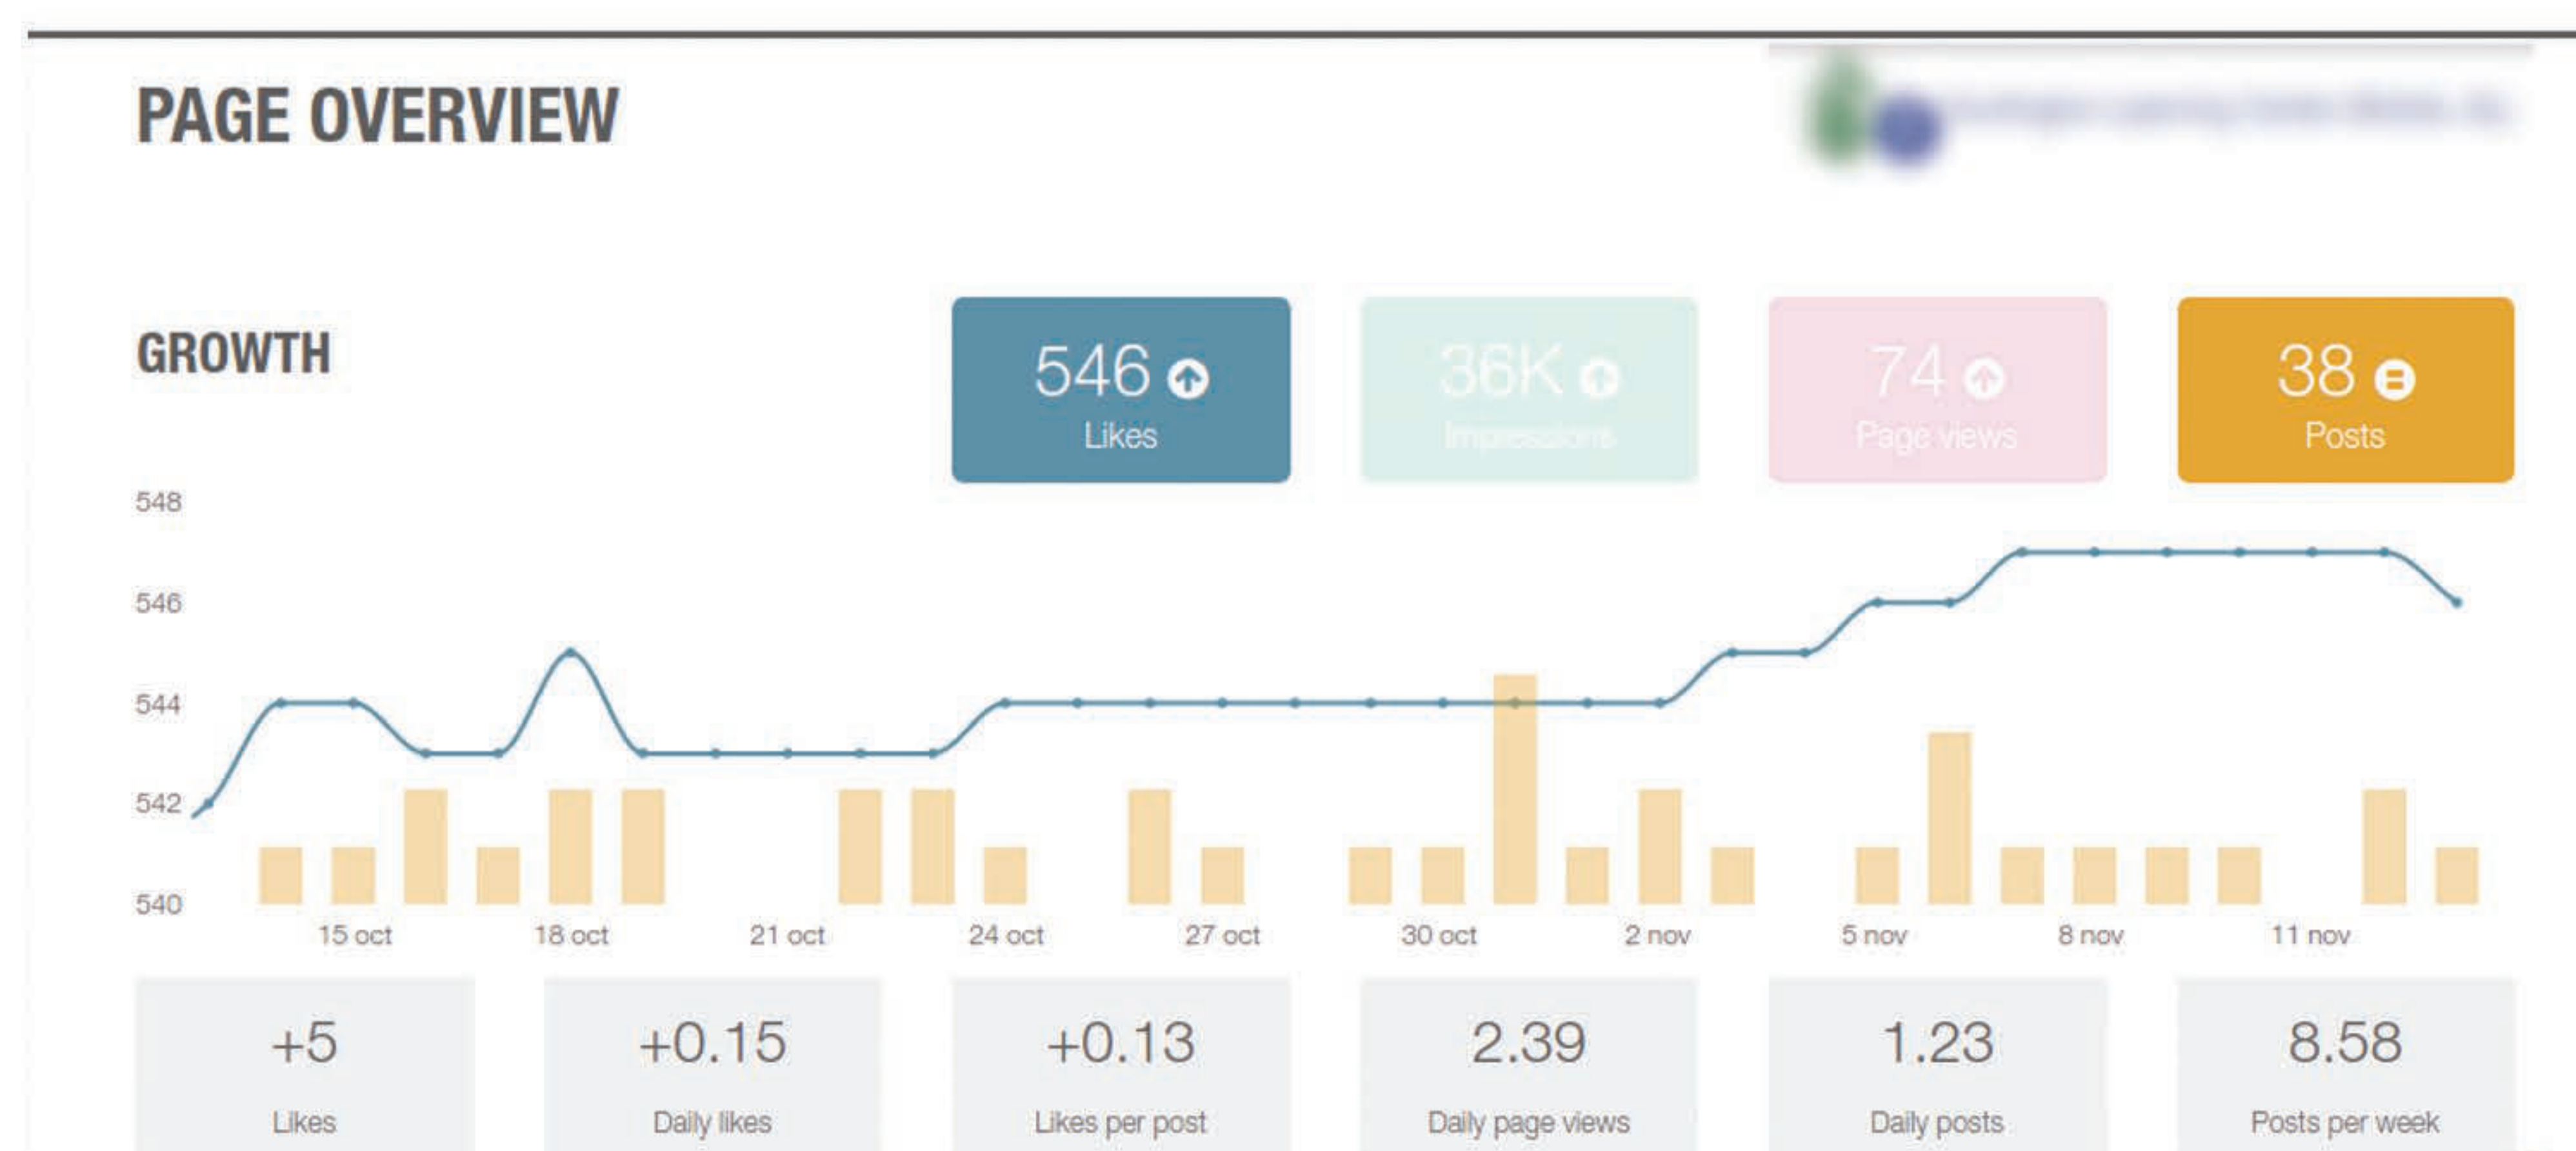 PAGE OVERVIEW
GROWTH
546
Likes
36K
Impressions
74
Page views
38
Posts
548
546
544
542
540
15 oct 18 oct 21 oct 24 oct 27 oct 30 oct 2 nov 5 nov 8 nov 11 nov
+5
Likes
+0.15
Daily likes
+0.13
Likes per post
2.39
Daily page views
1.23
Daily posts
8.58
Posts per week